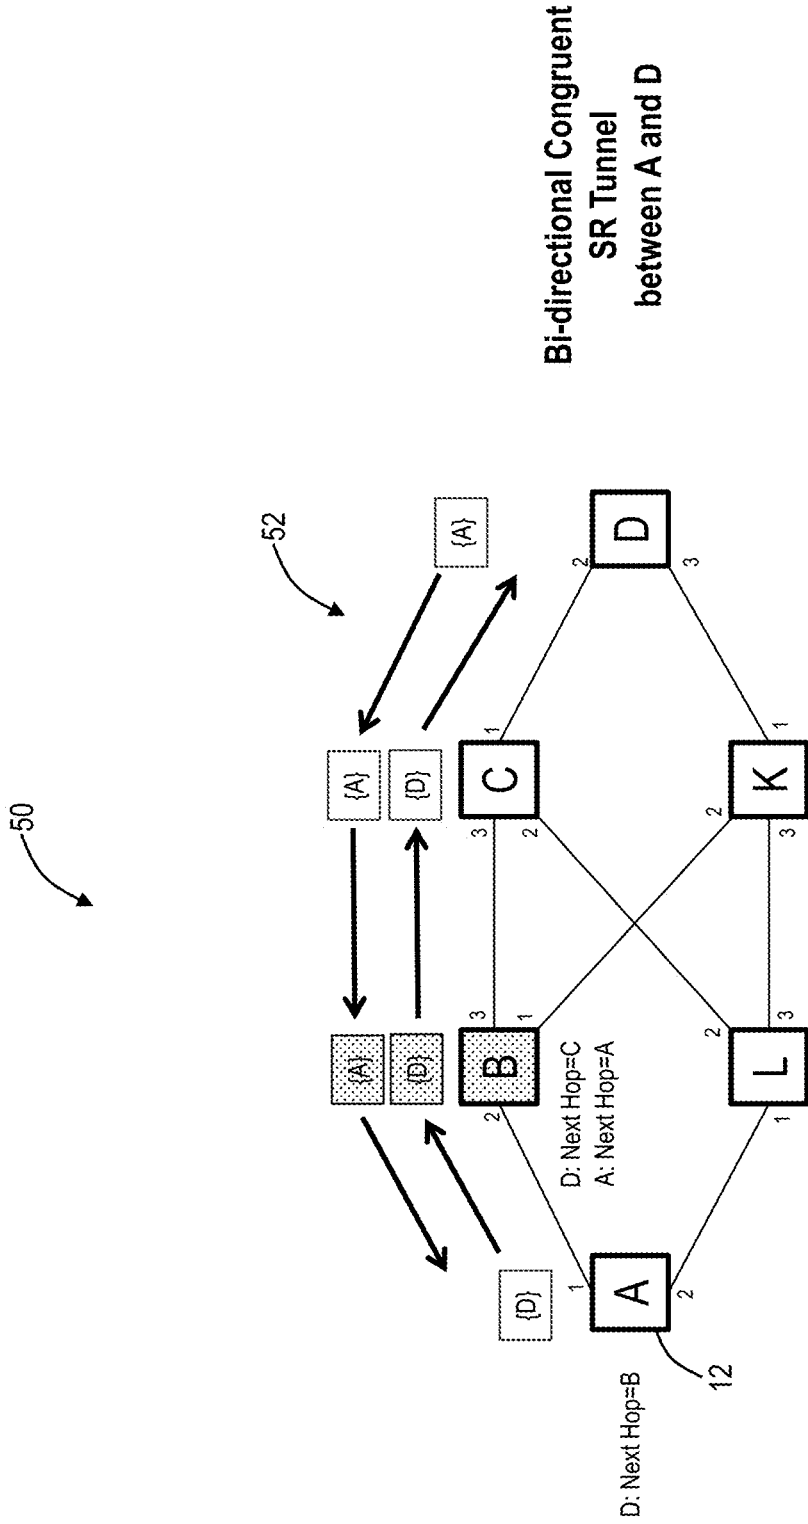 50
52
{A}
{A}
{D}
{D}
{A}
2
3
3
1
B
C
{D}
1
2
D: Next Hop=C
A: Next Hop=A
1
2
A
D
Bi-directional Congruent
SR Tunnel
between A and D
D: Next Hop=B
2
3
12
2
2
L
K
1
3
3
1